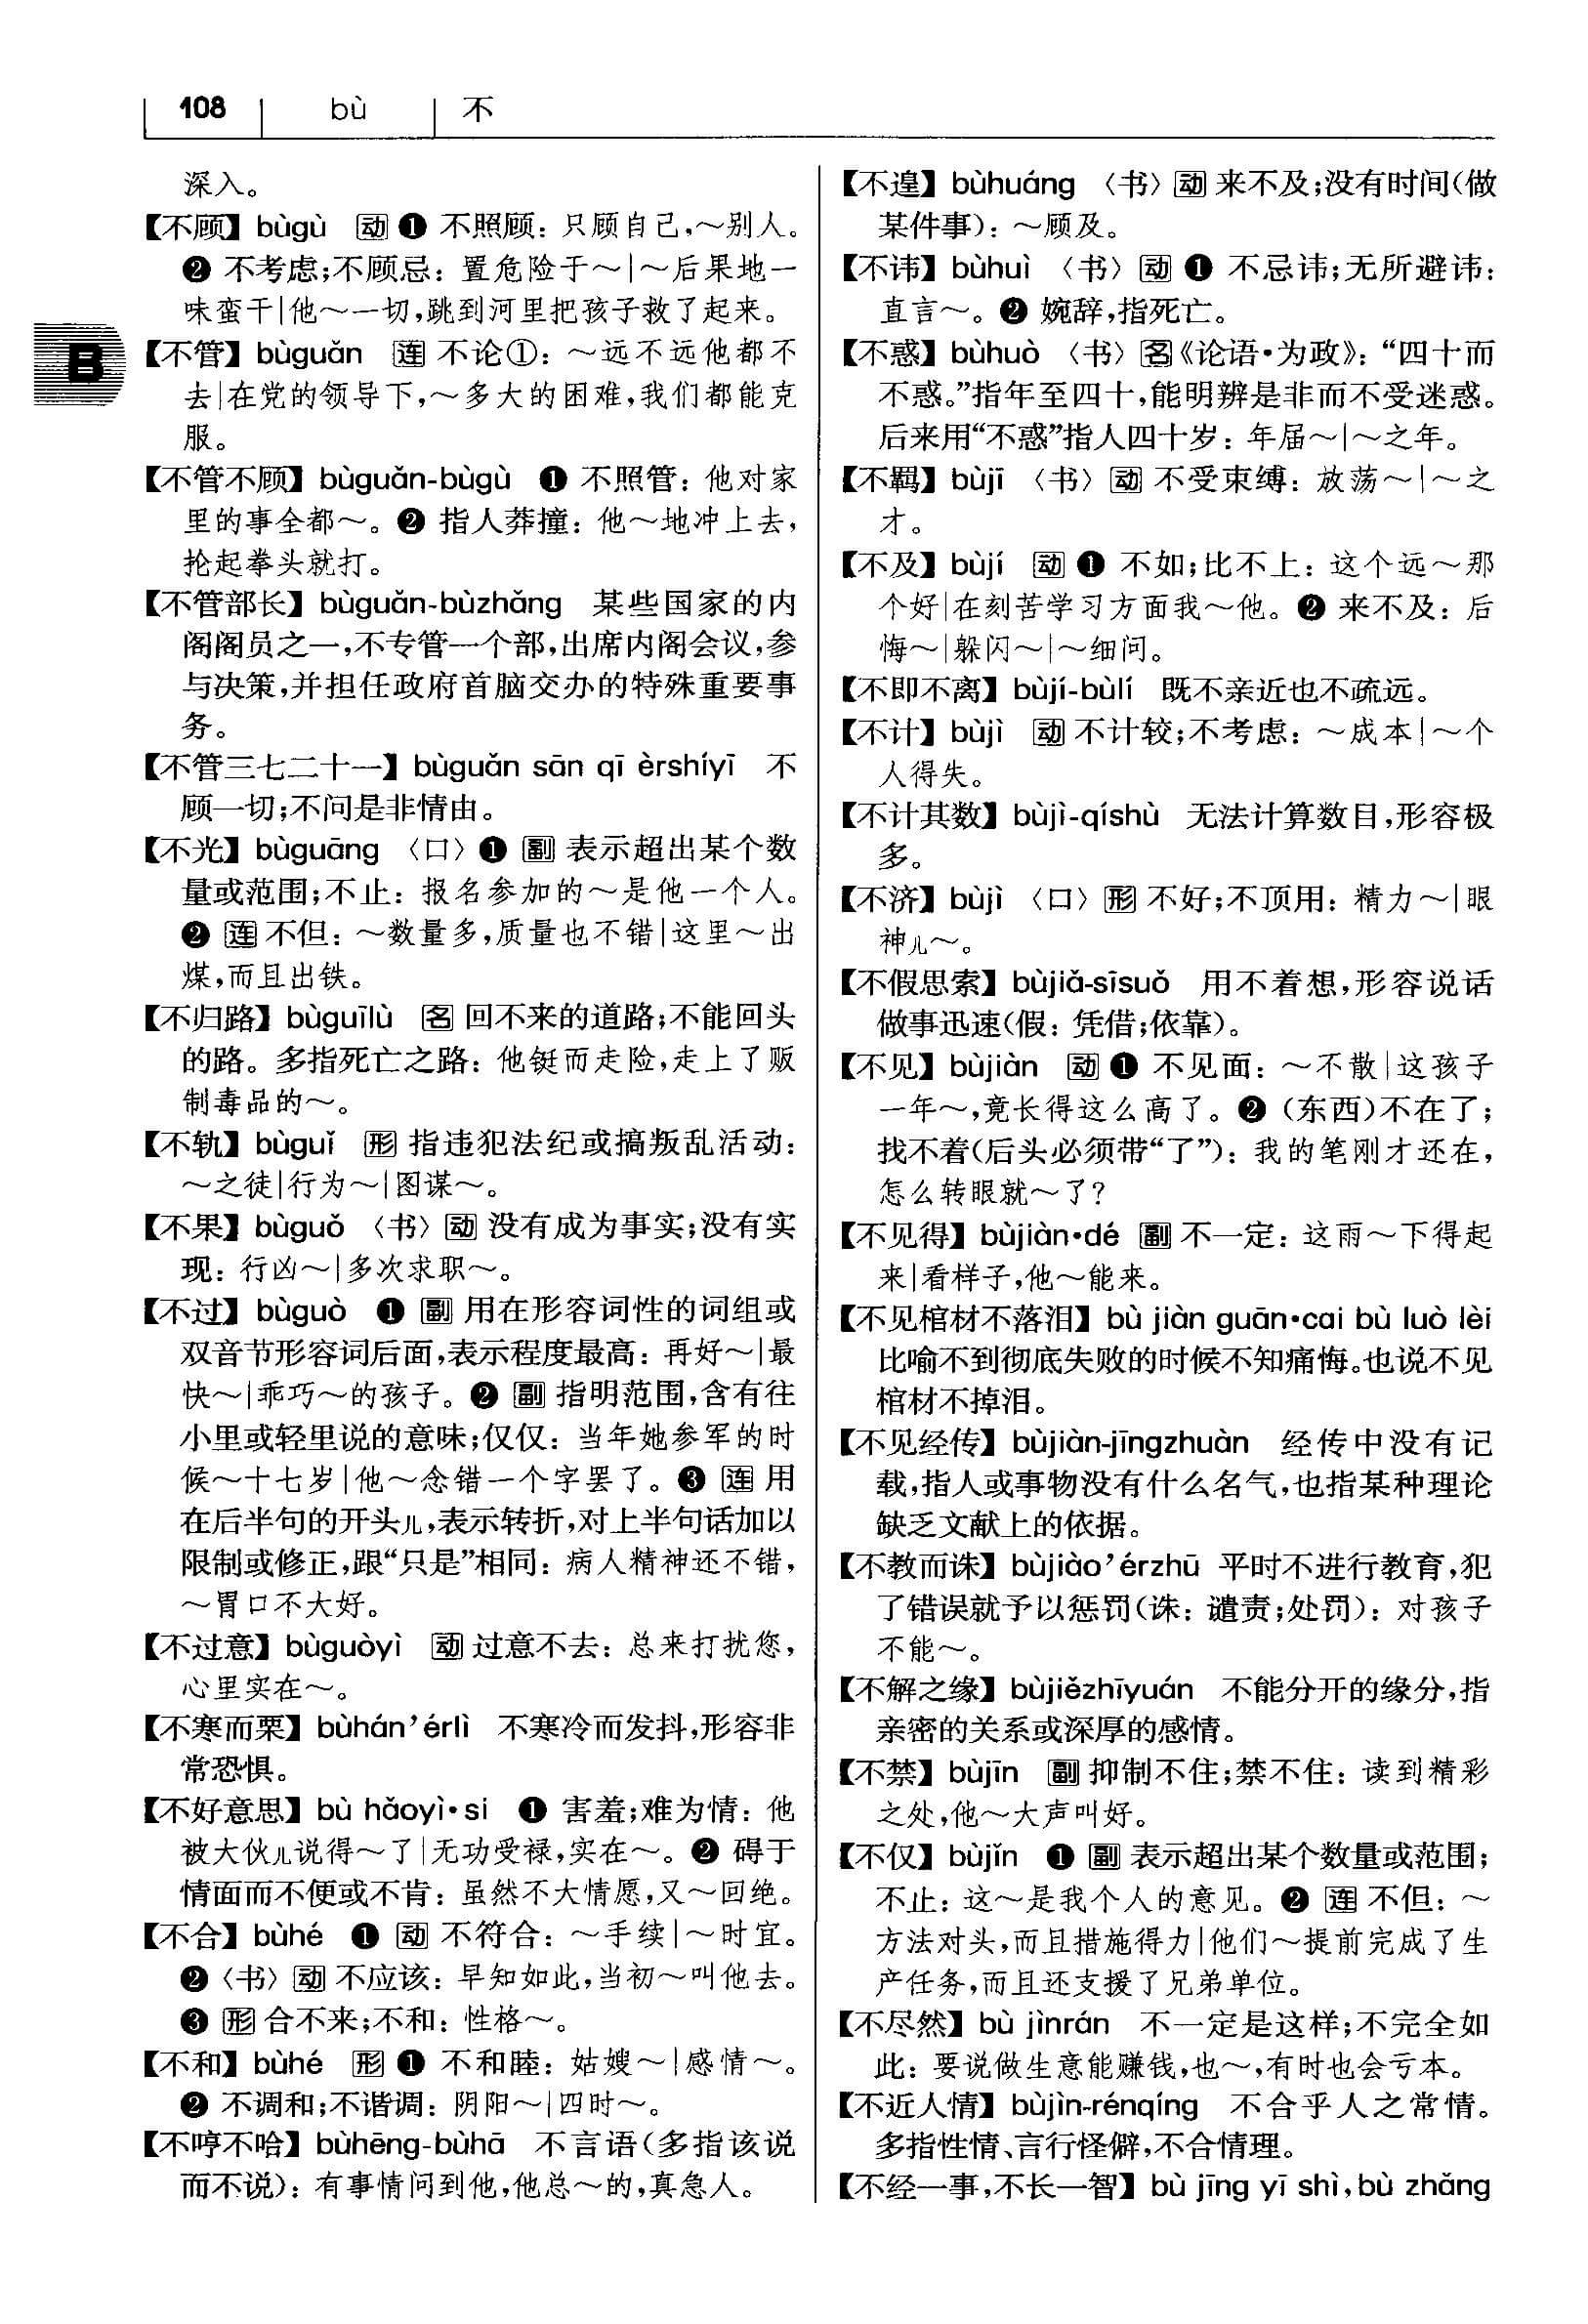 108 bù 不
深入。
【不顾】 bùgù 动 ❶ 不照顾：只顾自己，～别人。
❷ 不考虑；不顾忌：置危险于～|～后果地一
味蛮干|他～一切，跳到河里把孩子救了起来。
B
【不管】 bùguǎn 连 不论①：～远不远他都不
去|在党的领导下，～多大的困难，我们都能克
服。
【不管不顾】 bùguǎn-bùgù ❶ 不照管：他对家
里的事全都～。❷ 指人莽撞：他～地冲上去，
抡起拳头就打。
【不管部长】 bùguǎn-bùzhǎng 某些国家的内
阁阁员之一，不专管一个部，出席内阁会议，参
与决策，并担任政府首脑交办的特殊重要事
务。
【不管三七二十一】 bùguǎn sān qī èrshíyī 不
顾一切；不问是非情由。
【不光】 bùguāng 〈口〉❶ 副 表示超出某个数
量或范围；不止：报名参加的～是他一个人。
❷ 连 不但：～数量多，质量也不错|这里～出
煤，而且出铁。
【不归路】 bùguīlù 名 回不来的道路；不能回头
的路。多指死亡之路：他铤而走险，走上了贩
制毒品的～。
【不轨】 bùguǐ 形 指违犯法纪或搞叛乱活动：
～之徒|行为～|图谋～。
【不果】 bùguǒ 〈书〉动 没有成为事实；没有实
现：行凶～|多次求职～。
【不过】 bùguò ❶ 副 用在形容词性的词组或
双音节形容词后面，表示程度最高：再好～|最
快～|乖巧～的孩子。❷ 副 指明范围，含有往
小里或轻里说的意味；仅仅：当年她参军的时
候～十七岁|他～念错一个字罢了。❸ 连 用
在后半句的开头儿，表示转折，对上半句话加以
限制或修正，跟“只是”相同：病人精神还不错，
～胃口不大好。
【不过意】 bùguòyì 动 过意不去：总来打扰您，
心里实在～。
【不寒而栗】 bùhán’érlì 不寒冷而发抖，形容非
常恐惧。
【不好意思】 bù hǎoyì•si ❶ 害羞；难为情：他
被大伙儿说得～了|无功受禄，实在～。❷ 碍于
情面而不便或不肯：虽然不大情愿，又～回绝。
【不合】 bùhé ❶ 动 不符合：～手续|～时宜。
❷〈书〉动 不应该：早知如此，当初～叫他去。
❸ 形 合不来；不和：性格～。
【不和】 bùhé 形 ❶ 不和睦：姑嫂～|感情～。
❷ 不调和；不谐调：阴阳～|四时～。
【不哼不哈】 bùhēng-bùhā 不言语（多指该说
而不说）：有事情问到他，他总～的，真急人。
【不遑】 bùhuáng 〈书〉动 来不及；没有时间（做
某件事）：～顾及。
【不讳】 bùhuì 〈书〉动 ❶ 不忌讳；无所避讳：
直言～。❷ 婉辞，指死亡。
【不惑】 bùhuò 〈书〉名《论语•为政》：“四十而
不惑。”指年至四十，能明辨是非而不受迷惑。
后来用“不惑”指人四十岁：年届～|～之年。
【不羁】 bùjī 〈书〉动 不受束缚：放荡～|～之
才。
【不及】 bùjí 动 ❶ 不如；比不上：这个远～那
个好|在刻苦学习方面我～他。❷ 来不及：后
悔～|躲闪～|～细问。
【不即不离】 bùjí-bùlí 既不亲近也不疏远。
【不计】 bùjì 动 不计较；不考虑：～成本|～个
人得失。
【不计其数】 bùjì-qíshù 无法计算数目，形容极
多。
【不济】 bùjì 〈口〉形 不好；不顶用：精力～|眼
神儿～。
【不假思索】 bùjiǎ-sīsuǒ 用不着想，形容说话
做事迅速（假：凭借；依靠）。
【不见】 bùjiàn 动 ❶ 不见面：～不散|这孩子
一年～，竟长得这么高了。❷（东西）不在了；
找不着（后头必须带“了”）：我的笔刚才还在，
怎么转眼就～了？
【不见得】 bùjiàn•dé 副 不一定：这雨～下得起
来|看样子，他～能来。
【不见棺材不落泪】 bù jiàn guān•cai bù luò lèi
比喻不到彻底失败的时候不知痛悔。也说不见
棺材不掉泪。
【不见经传】 bùjiàn-jīngzhuàn 经传中没有记
载，指人或事物没有什么名气，也指某种理论
缺乏文献上的依据。
【不教而诛】 bùjiào’érzhū 平时不进行教育，犯
了错误就予以惩罚（诛：谴责；处罚）：对孩子
不能～。
【不解之缘】 bùjiězhīyuán 不能分开的缘分，指
亲密的关系或深厚的感情。
【不禁】 bùjīn 副 抑制不住；禁不住：读到精彩
之处，他～大声叫好。
【不仅】 bùjǐn ❶ 副 表示超出某个数量或范围；
不止：这～是我个人的意见。❷ 连 不但：～
方法对头，而且措施得力|他们～提前完成了生
产任务，而且还支援了兄弟单位。
【不尽然】 bù jìnrán 不一定是这样；不完全如
此：要说做生意能赚钱，也～，有时也会亏本。
【不近人情】 bùjìn-rénqíng 不合乎人之常情。
多指性情、言行怪僻，不合情理。
【不经一事，不长一智】 bù jīng yī shì, bù zhǎng